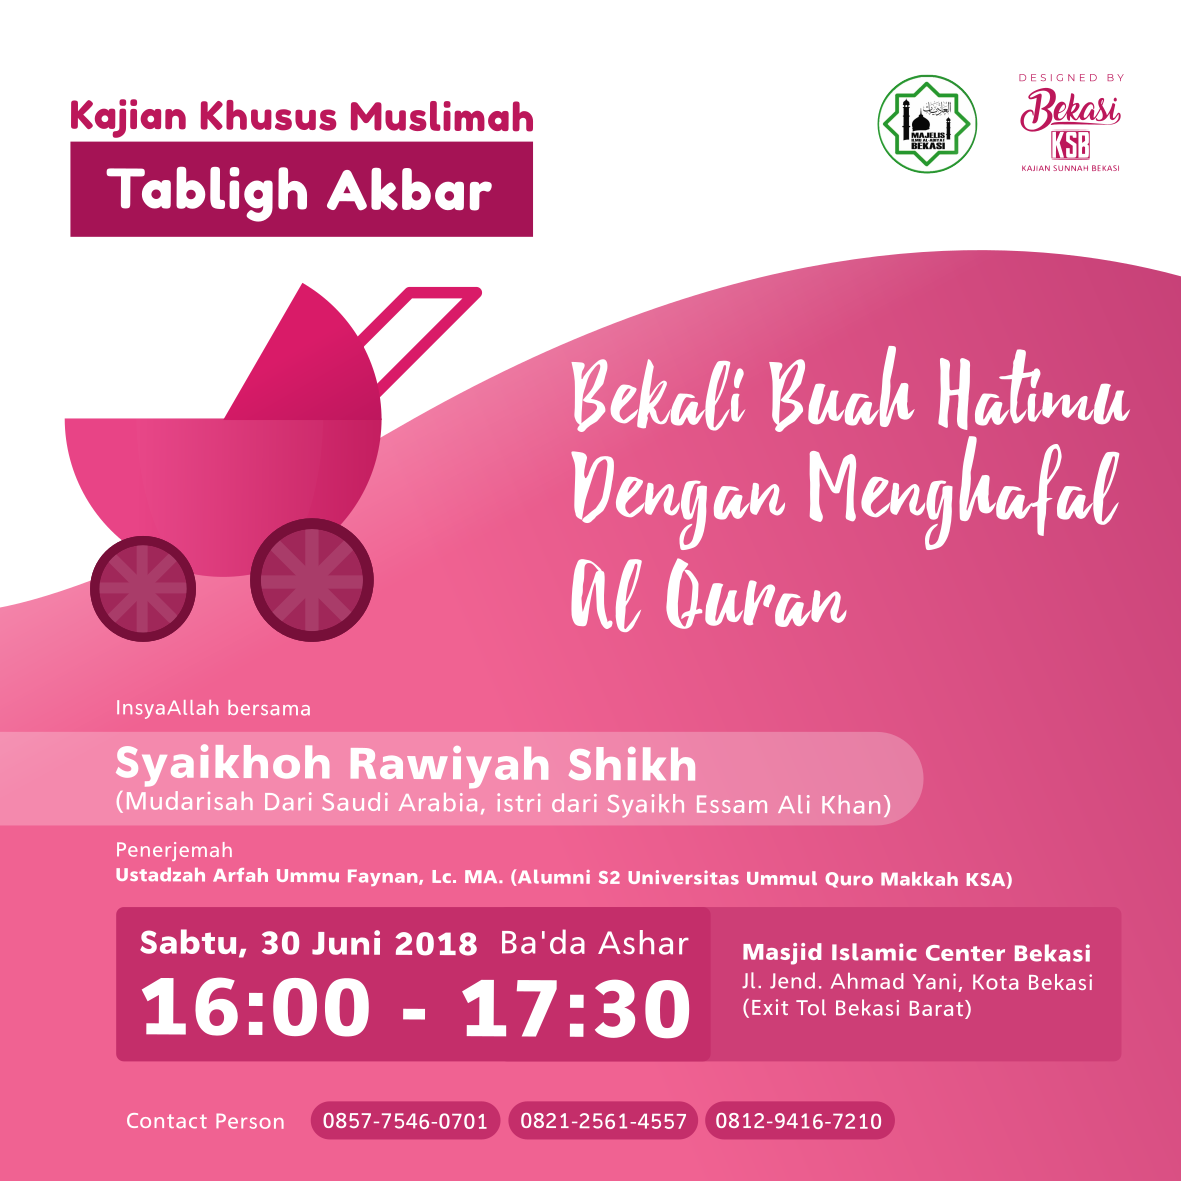 Kajian Khusus Muslimah
Tabligh Akbar
MAJELIS
BEKASI
DESIGNED BY
Bekasi
KSB
KAJIAN SUNNAH BEKASI
Bekali Buah Hatimu
Dengan Menghafal
Al Quran
InsyaAllah bersama
Syaikhoh Rawiyah Shikh
(Mudarisah Dari Saudi Arabia, istri dari Syaikh Essam Ali Khan)
Penerjemah
Ustadzah Arfah Ummu Faynan, Lc. MA. (Alumni S2 Universitas Ummul Quro Makkah KSA)
Sabtu, 30 Juni 2018 Ba'da Ashar
16:00 - 17:30
Masjid Islamic Center Bekasi
Jl. Jend. Ahmad Yani, Kota Bekasi
(Exit Tol Bekasi Barat)
Contact Person 0857-7546-0701 0821-2561-4557 0812-9416-7210